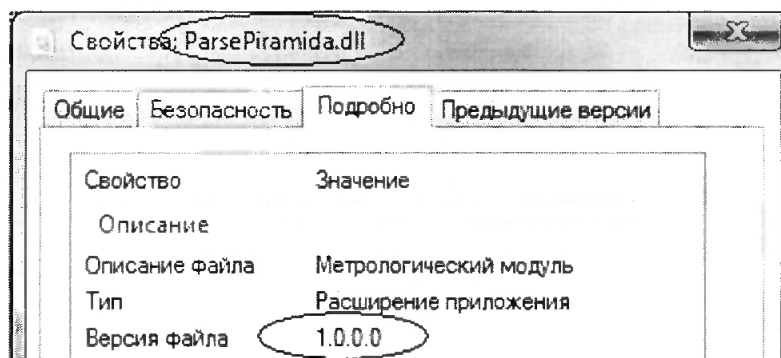 Свойства: ParsePiramida.dll
Общие Безопасность Подробно Предыдущие версии
Свойство Значение
Описание
Описание файла Метрологический модуль
Тип Расширение приложения
Версия файла 1.0.0.0